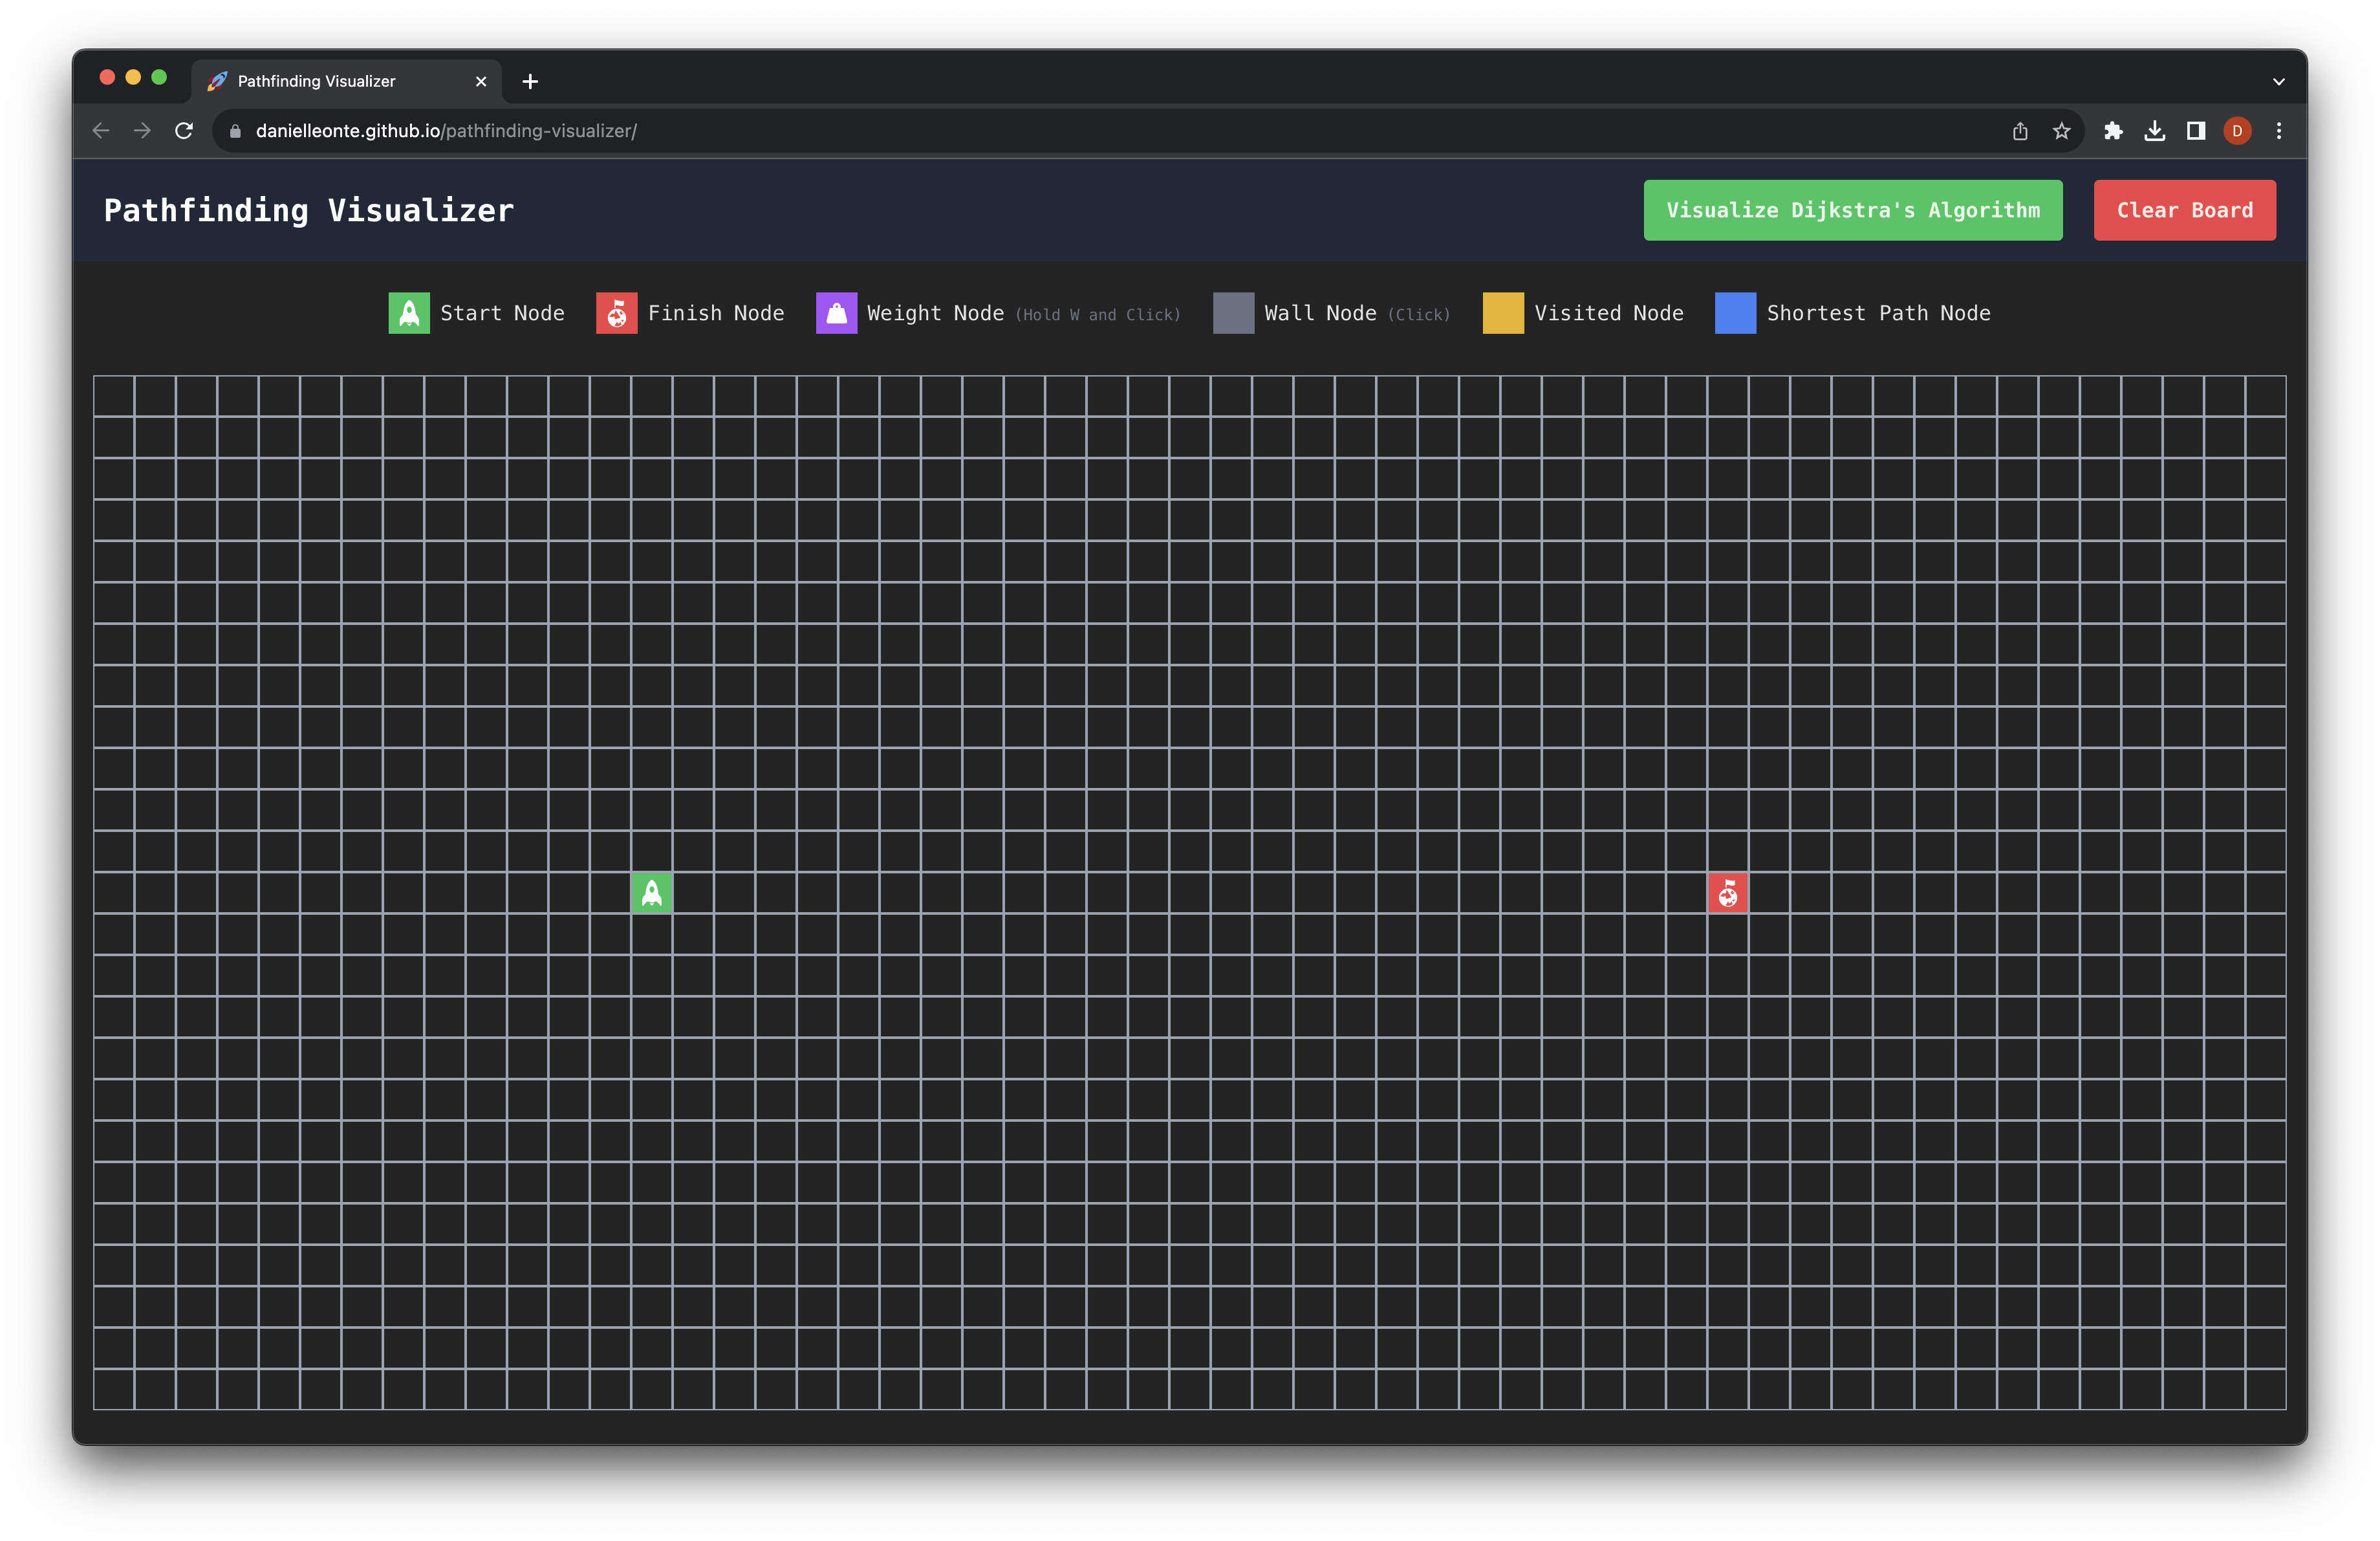 Pathfinding Visualizer
danielleonte.github.io/pathfinding-visualizer/
D
Pathfinding Visualizer
Visualize Dijkstra's Algorithm
Clear Board
Start Node
Finish Node
Weight Node (Hold W and Click)
Wall Node (Click)
Visited Node
Shortest Path Node